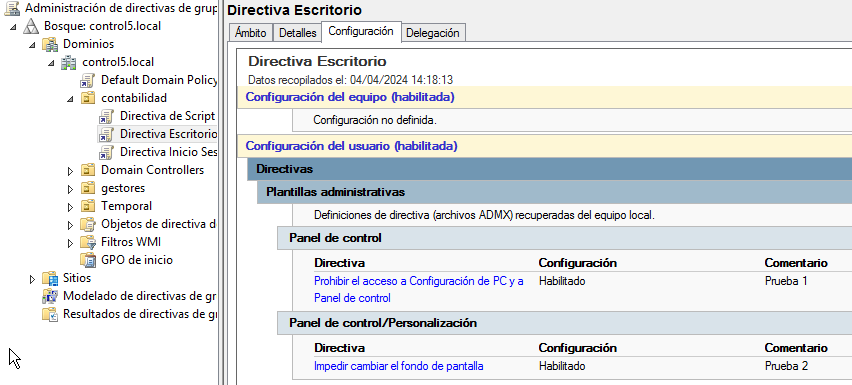 Administración de directivas de grup
Bosque: control5.local
Dominios
control5.local
Default Domain Policy
contabilidad
Directiva de Script
Directiva Escritorio
Directiva Inicio Ses
Domain Controllers
gestores
Temporal
Objetos de directiva d
Filtros WMI
GPO de inicio
Sitios
Modelado de directivas de gr
Resultados de directivas de gr
Directiva Escritorio
Ámbito Detalles Configuración Delegación
Directiva Escritorio
Datos recopilados el: 04/04/2024 14:18:13
Configuración del equipo (habilitada)
Configuración no definida.
Configuración del usuario (habilitada)
Directivas
Plantillas administrativas
Definiciones de directiva (archivos ADMX) recuperadas del equipo local.
Panel de control
Directiva Configuración Comentario
Prohibir el acceso a Configuración de PC y a Habilitado Prueba 1
Panel de control
Panel de control/Personalización
Directiva Configuración Comentario
Impedir cambiar el fondo de pantalla Habilitado Prueba 2